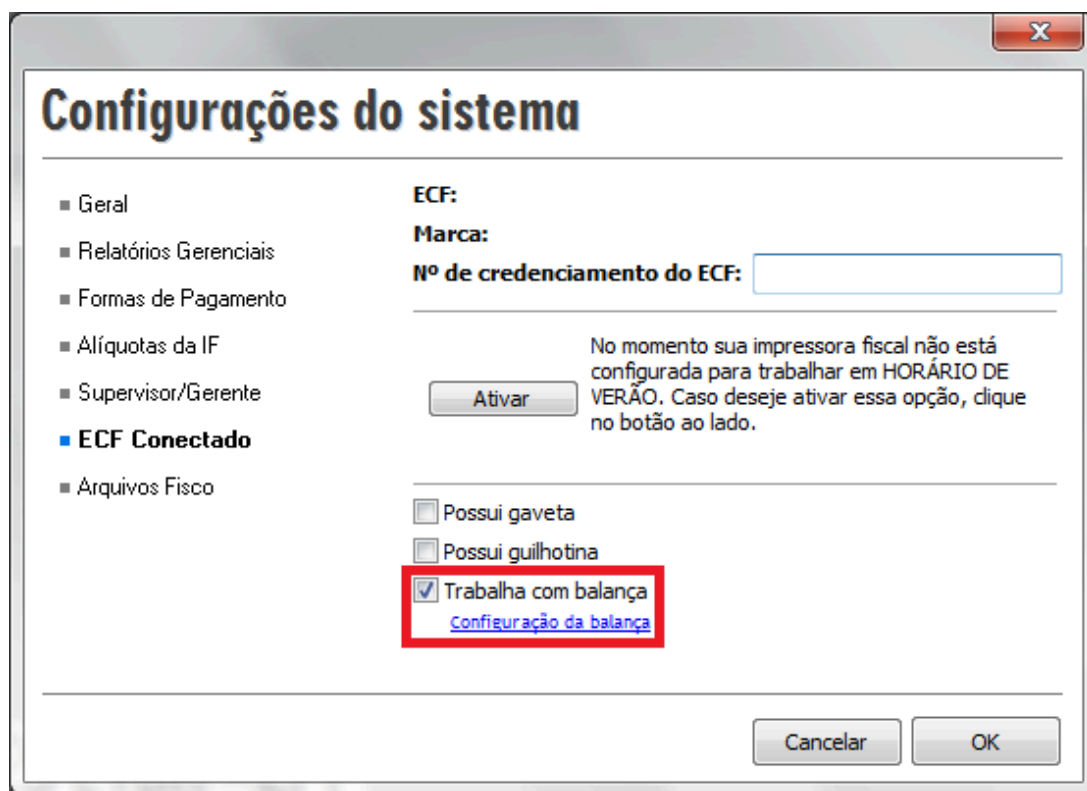 Configurações do sistema
Geral
Relatórios Gerenciais
Formas de Pagamento
Alíquotas da IF
Supervisor/Gerente
ECF Conectado
Arquivos Fisco
ECF:
Marca:
Nº de credenciamento do ECF:
Ativar
No momento sua impressora fiscal não está
configurada para trabalhar em HORÁRIO DE
VERÃO. Caso deseje ativar essa opção, clique
no botão ao lado.
Possui gaveta
Possui guilhotina
Trabalha com balança
Configuração da balança
Cancelar
OK